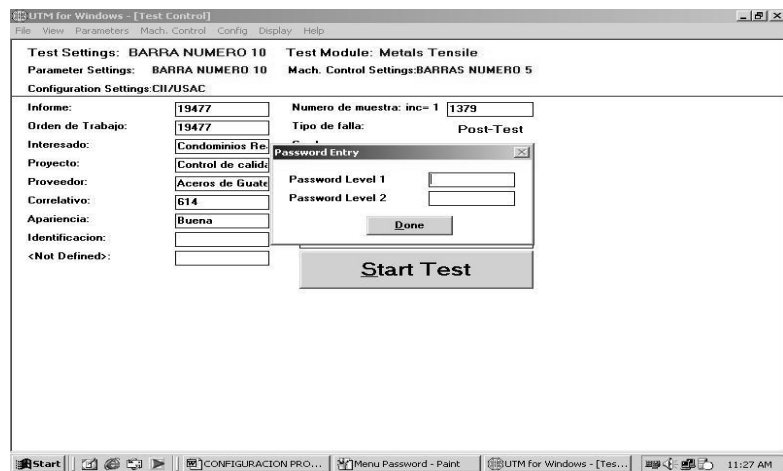 UTM for Windows - [Test Control]
File View Parameters Mach. Control Config Display Help
Test Settings: BARRA NUMERO 10 Test Module: Metals Tensile
Parameter Settings: BARRA NUMERO 10 Mach. Control Settings:BARRAS NUMERO 5
Configuration Settings:CII/USAC
Informe: 19477 Numero de muestra: inc= 1 1379
Orden de Trabajo: 19477 Tipo de falla: Post-Test
Interesado: Condominios Re
Password Entry
Proyecto: Control de calida
Password Level 1
Proveedor: Aceros de Guate
Password Level 2
Correlativo: 614
Apariencia: Buena
Done
Identificacion:
<Not Defined>:
Start Test
Start CONFIGURACION PRO... Menu Password - Paint UTM for Windows - [Tes... 11:27 AM